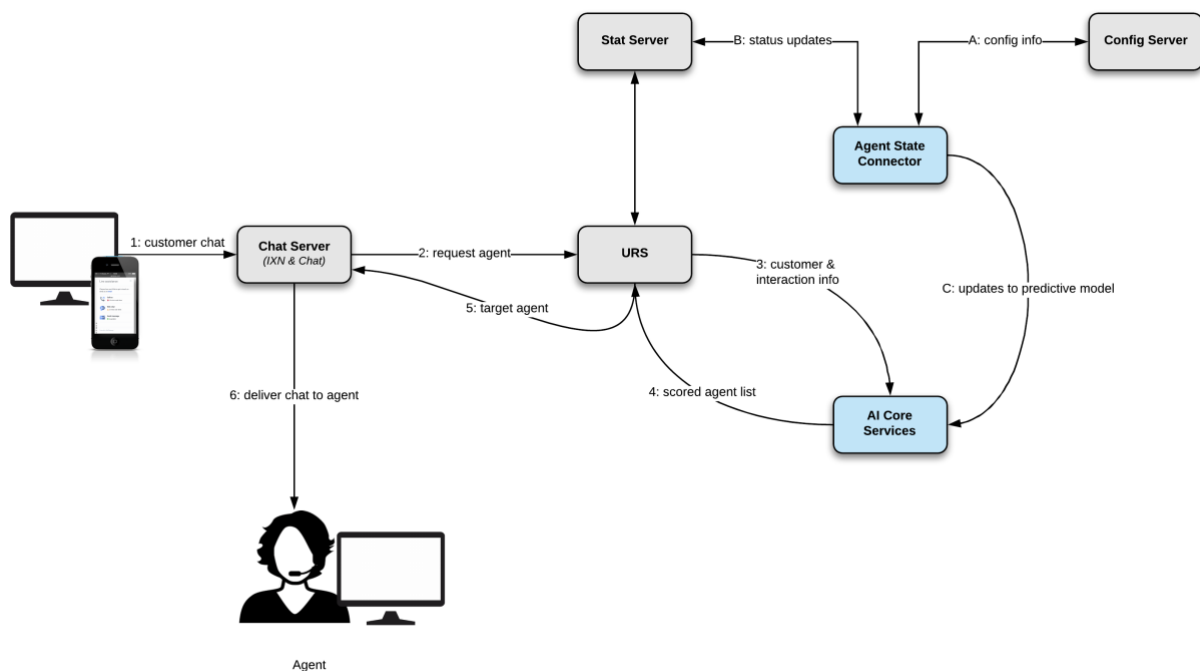 Stat Server
B: status updates
A: config info
Config Server
Agent State
Connector
1: customer chat
Chat Server
(IXN & Chat)
2: request agent
URS
3: customer &
interaction info
C: updates to predictive model
5: target agent
6: deliver chat to agent
4: scored agent list
AI Core
Services
Agent